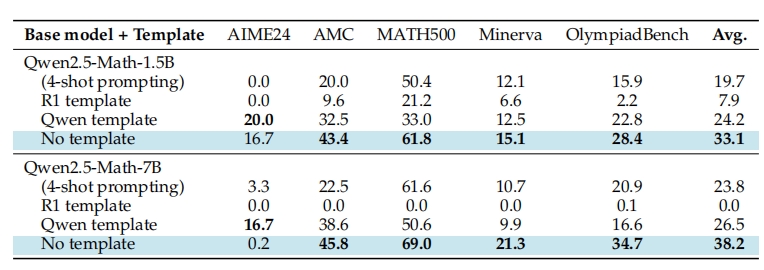 Base model + Template AIME24 AMC MATH500 Minerva OlympiadBench Avg.
Qwen2.5-Math-1.5B
(4-shot prompting) 0.0 20.0 50.4 12.1 15.9 19.7
R1 template 0.0 9.6 21.2 6.6 2.2 7.9
Qwen template 20.0 32.5 33.0 12.5 22.8 24.2
No template 16.7 43.4 61.8 15.1 28.4 33.1
Qwen2.5-Math-7B
(4-shot prompting) 3.3 22.5 61.6 10.7 20.9 23.8
R1 template 0.0 0.0 0.0 0.0 0.1 0.0
Qwen template 16.7 38.6 50.6 9.9 16.6 26.5
No template 0.2 45.8 69.0 21.3 34.7 38.2